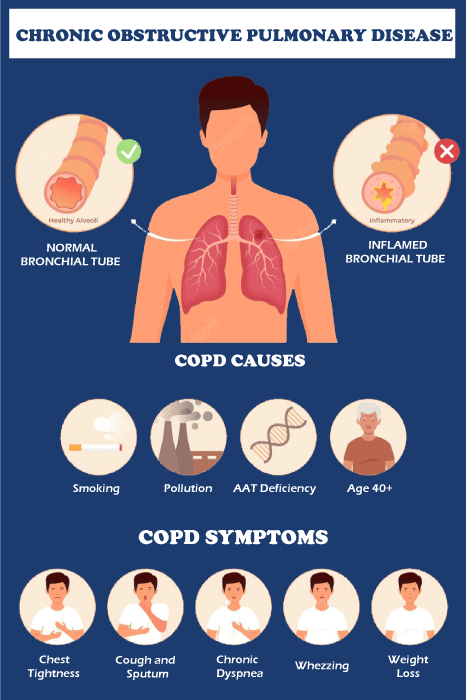 CHRONIC OBSTRUCTIVE PULMONARY DISEASE
Healthy Alveoli
NORMAL
BRONCHIAL TUBE
Inflammatory
INFLAMED
BRONCHIAL TUBE
COPD CAUSES
Smoking
Pollution
AAT Deficiency
Age 40+
COPD SYMPTOMS
Chest
Tightness
Cough and
Sputum
Chronic
Dyspnea
Whezzing
Weight
Loss